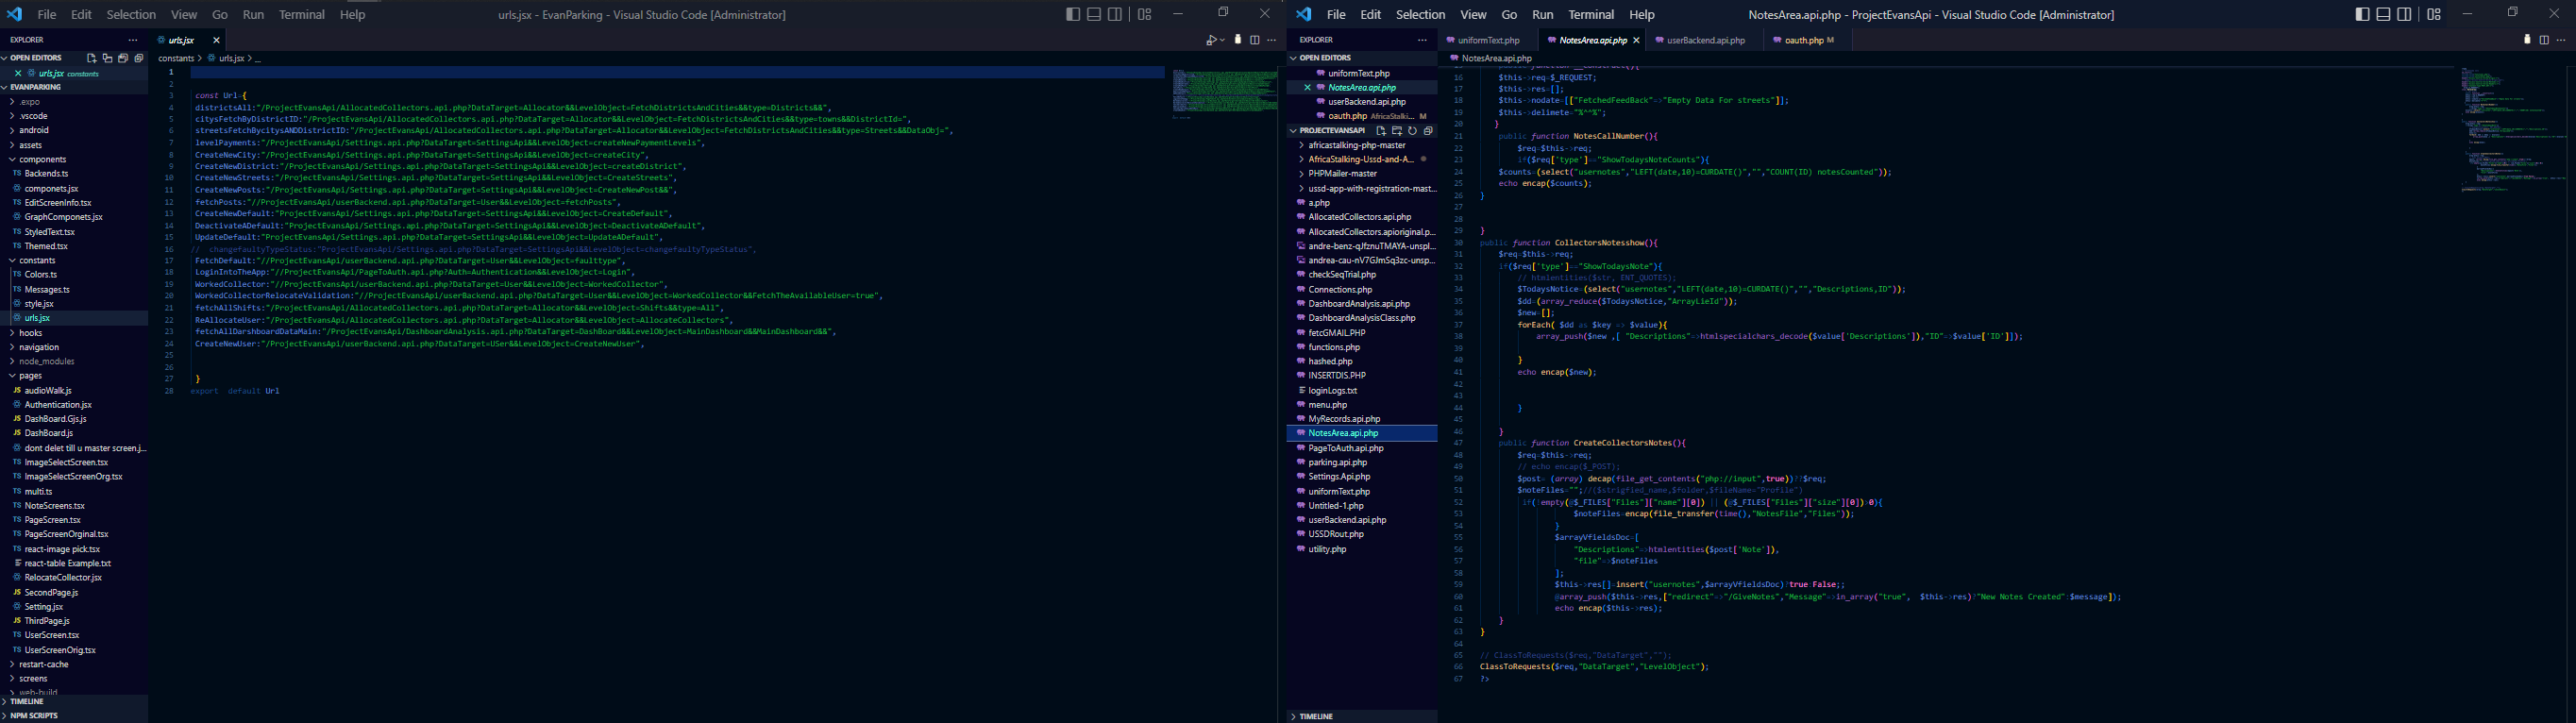 File Edit Selection View Go Run Terminal Help
urls.jsx - EvanParking - Visual Studio Code [Administrator]
EXPLORER
OPEN EDITORS
urls.jsx constants
EVANPARKING
.expo
.vscode
android
assets
components
Backends.ts
componets.jsx
EditScreenInfo.tsx
GraphComponets.jsx
StyledText.tsx
Themed.tsx
constants
Colors.ts
Messages.ts
style.jsx
urls.jsx
hooks
navigation
node_modules
pages
audioWalk.js
Authentication.jsx
DashBoard.Gjs.js
DashBoard.js
dont delet till u master screen.j...
ImageSelectScreen.tsx
ImageSelectScreenOrg.tsx
multi.ts
NoteScreens.tsx
PageScreen.tsx
PageScreenOrginal.tsx
react-image pick.tsx
react-table Example.txt
RelocateCollector.jsx
SecondPage.js
Setting.jsx
ThirdPage.js
UserScreen.tsx
UserScreenOrig.tsx
restart-cache
screens
web-build
TIMELINE
NPM SCRIPTS
urls.jsx
constants > urls.jsx > ...
1
2
3 const Url={
4 districtsAll:"/ProjectEvansApi/AllocatedCollectors.api.php?DataTarget=Allocator&&LevelObject=FetchDistrictsAndCities&&type=Districts&&",
5 citysFetchByDistrictID:"/ProjectEvansApi/AllocatedCollectors.api.php?DataTarget=Allocator&&LevelObject=FetchDistrictsAndCities&&type=towns&&DistrictId=",
6 streetsFetchBycitysANDDistrictID:"/ProjectEvansApi/AllocatedCollectors.api.php?DataTarget=Allocator&&LevelObject=FetchDistrictsAndCities&&type=Streets&&DataObj=",
7 levelPayments:"/ProjectEvansApi/Settings.api.php?DataTarget=SettingsApi&&LevelObject=createNewPaymentLevels",
8 CreateNewCity:"/ProjectEvansApi/Settings.api.php?DataTarget=SettingsApi&&LevelObject=createCity",
9 CreateNewDistrict:"/ProjectEvansApi/Settings.api.php?DataTarget=SettingsApi&&LevelObject=createDistrict",
10 CreateNewStreets:"/ProjectEvansApi/Settings.api.php?DataTarget=SettingsApi&&LevelObject=CreateStreets",
11 CreateNewPosts:"/ProjectEvansApi/Settings.api.php?DataTarget=SettingsApi&&LevelObject=CreateNewPost&&",
12 fetchPosts:"//ProjectEvansApi/userBackend.api.php?DataTarget=User&&LevelObject=fetchPosts",
13 CreateNewDefault:"ProjectEvansApi/Settings.api.php?DataTarget=SettingsApi&&LevelObject=CreateDefault",
14 DeactivateADefault:"ProjectEvansApi/Settings.api.php?DataTarget=SettingsApi&&LevelObject=DeactivateADefault",
15 UpdateDefault:"ProjectEvansApi/Settings.api.php?DataTarget=SettingsApi&&LevelObject=UpdateADefault",
16 // changefauityTypeStatus:"ProjectEvansApi/Settings.api.php?DataTarget=SettingsApi&&LevelObject=changefaultyTypeStatus",
17 FetchDefault:"//ProjectEvansApi/userBackend.api.php?DataTarget=User&&LevelObject=faulttype",
18 LoginIntoTheApp:"//ProjectEvansApi/PageToAuth.api.php?Auth=Authentication&&LevelObject=Login",
19 WorkedCollector:"//ProjectEvansApi/userBackend.api.php?DataTarget=User&&LevelObject=WorkedCollector",
20 WorkedCollectorRelocateValidation:"//ProjectEvansApi/userBackend.api.php?DataTarget=User&&LevelObject=WorkedCollector&&FetchTheAvailableUser=true",
21 fetchAllShifts:"/ProjectEvansApi/AllocatedCollectors.api.php?DataTarget=Allocator&&LevelObject=Shifts&&type=All",
22 ReAllocateUser:"/ProjectEvansApi/AllocatedCollectors.api.php?DataTarget=Allocator&&LevelObject=AllocateCollectors",
23 fetchAllDarshboardDataMain:"/ProjectEvansApi/DashboardAnalysis.api.php?DataTarget=DashBoard&&LevelObject=MainDashboard&&MainDashboard&&",
24 CreateNewUser:"/ProjectEvansApi/userBackend.api.php?DataTarget=USer&&LevelObject=CreateNewUser",
25
26
27 }
28 export default Url
File Edit Selection View Go Run Terminal Help
NotesArea.api.php - ProjectEvansApi - Visual Studio Code [Administrator]
EXPLORER
OPEN EDITORS
uniformText.php
NotesArea.api.php
userBackend.api.php
oauth.php AfricaStalki... M
PROJECTEVANSAPI
africastalking-php-master
AfricaStalking-Ussd-and-A...
PHPMailer-master
ussd-app-with-registration-mast...
a.php
AllocatedCollectors.api.php
AllocatedCollectors.apioriginal.p...
andre-benz-qJfznuTMAYA-unspl...
andrea-cau-nV7GJmSq3zc-unsp...
checkSeqTrial.php
Connections.php
DashboardAnalysis.api.php
DashboardAnalysisClass.php
fetcGMAIL.PHP
functions.php
hashed.php
INSERTDIS.PHP
loginLogs.txt
menu.php
MyRecords.api.php
NotesArea.api.php
PageToAuth.api.php
parking.api.php
Settings.Api.php
uniformText.php
Untitled-1.php
userBackend.api.php
USSDRout.php
utility.php
TIMELINE
uniformText.php NotesArea.api.php userBackend.api.php oauth.php M
NotesArea.api.php
16 $this->req=$_REQUEST;
17 $this->res=[];
18 $this->nodate=[["FetchedFeedBack"=>"Empty Data For streets"]];
19 $this->delimete="%^^%";
20 }
21 public function NotesCallNumber(){
22 $req=$this->req;
23 if($req['type']=="ShowTodaysNoteCounts"){
24 $counts=(select("usernotes","LEFT(date,10)=CURDATE()","","COUNT(ID) notesCounted"));
25 echo encap($counts);
26 }
27
28
29 }
30 public function CollectorsNotesshow(){
31 $req=$this->req;
32 if($req['type']=="ShowTodaysNote"){
33 // htmlentities($str, ENT_QUOTES);
34 $TodaysNotice=(select("usernotes","LEFT(date,10)=CURDATE()","","Descriptions,ID"));
35 $dd=(array_reduce($TodaysNotice,"ArrayLieId"));
36 $new=[];
37 forEach( $dd as $key => $value){
38 array_push($new ,[ "Descriptions"=>htmlspecialchars_decode($value['Descriptions']),"ID"=>$value['ID']]);
39
40 }
41 echo encap($new);
42
43
44 }
45
46 }
47 public function CreateCollectorsNotes(){
48 $req=$this->req;
49 // echo encap($_POST);
50 $post= (array) decap(file_get_contents("php://input",true))??$req;
51 $noteFiles="";//($strigfied_name,$folder,$fileName="Profile")
52 if(!empty(@$_FILES["Files"]["name"][0]) || (@$_FILES["Files"]["size"][0])>0){
53 $noteFiles=encap(file_transfer(time(),"NotesFile","Files"));
54 }
55 $arrayVfieldsDoc=[
56 "Descriptions"=>htmlentities($post['Note']),
57 "file"=>$noteFiles
58 ];
59 $this->res[]=insert("usernotes",$arrayVfieldsDoc)?true:False;;
60 @array_push($this->res,["redirect"=>"/GiveNotes","Message"=>in_array("true", $this->res)?"New Notes Created":$message]);
61 echo encap($this->res);
62 }
63 }
64
65 // ClassToRequests($req,"DataTarget","");
66 ClassToRequests($req,"DataTarget","LevelObject");
67 ?>